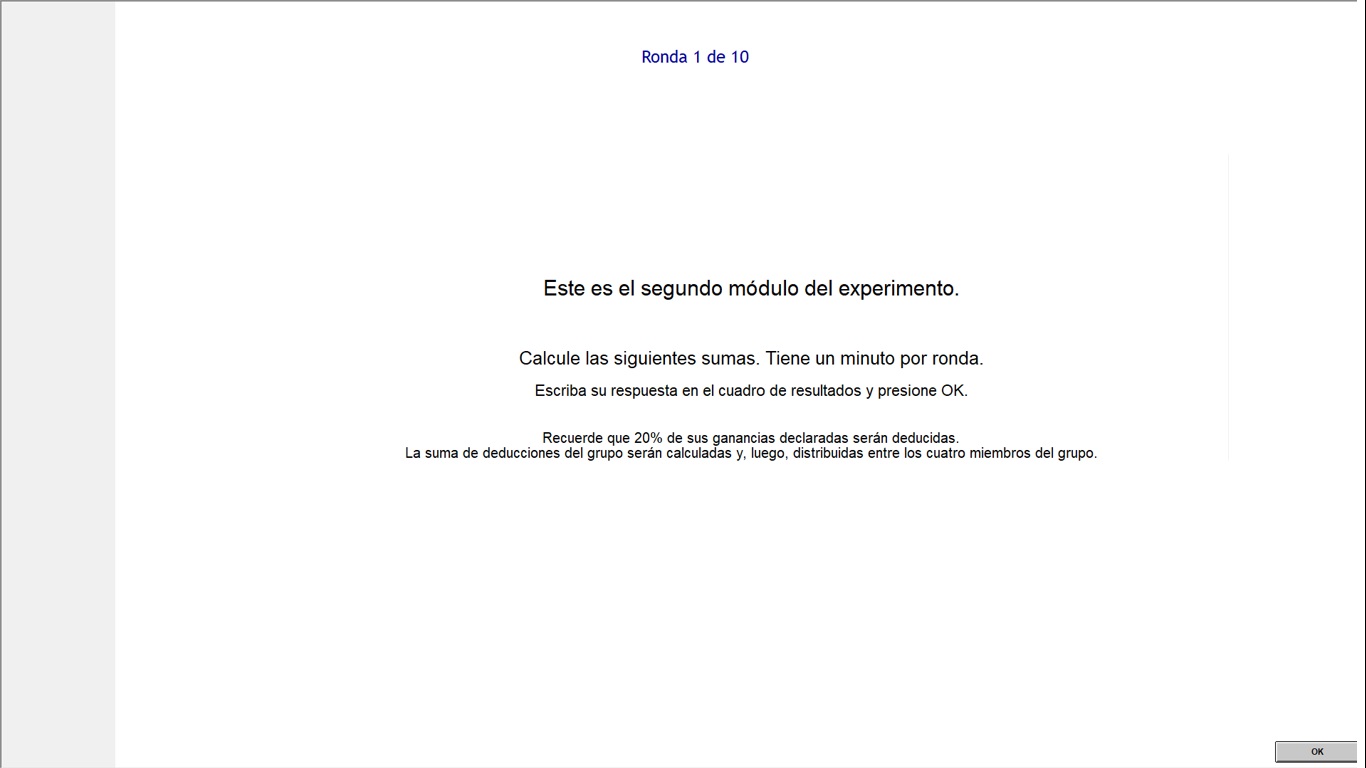 Ronda 1 de 10
Este es el segundo módulo del experimento.
Calcule las siguientes sumas. Tiene un minuto por ronda.
Escriba su respuesta en el cuadro de resultados y presione OK.
Recuerde que 20% de sus ganancias declaradas serán deducidas.
La suma de deducciones del grupo serán calculadas y, luego, distribuidas entre los cuatro miembros del grupo.
OK